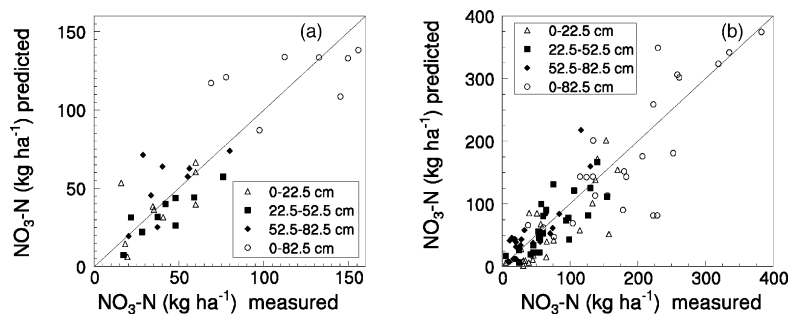 (a)
NO₃-N (kg ha⁻¹) predicted
150
100
50
0
0-22.5 cm
22.5-52.5 cm
52.5-82.5 cm
0-82.5 cm
0 50 100 150
NO₃-N (kg ha⁻¹) measured
(b)
NO₃-N (kg ha⁻¹) predicted
400
300
200
100
0
0-22.5 cm
22.5-52.5 cm
52.5-82.5 cm
0-82.5 cm
0 100 200 300 400
NO₃-N (kg ha⁻¹) measured